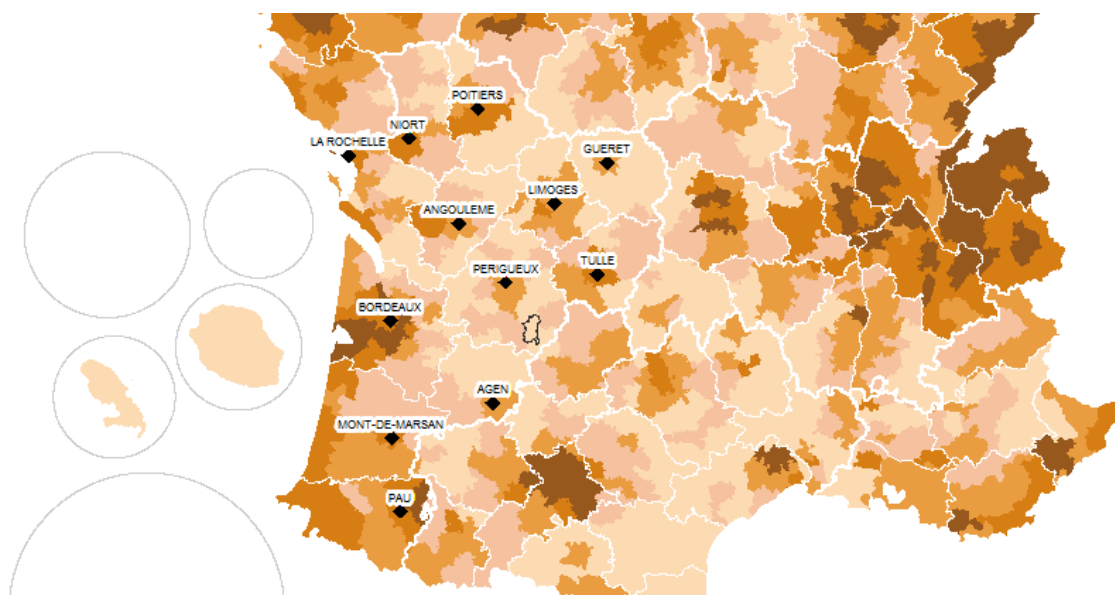 POITIERS
NIORT
LA ROCHELLE
GUERET
LIMOGES
ANGOULEME
TULLE
PERIGUEUX
BORDEAUX
AGEN
MONT-DE-MARSAN
PAU